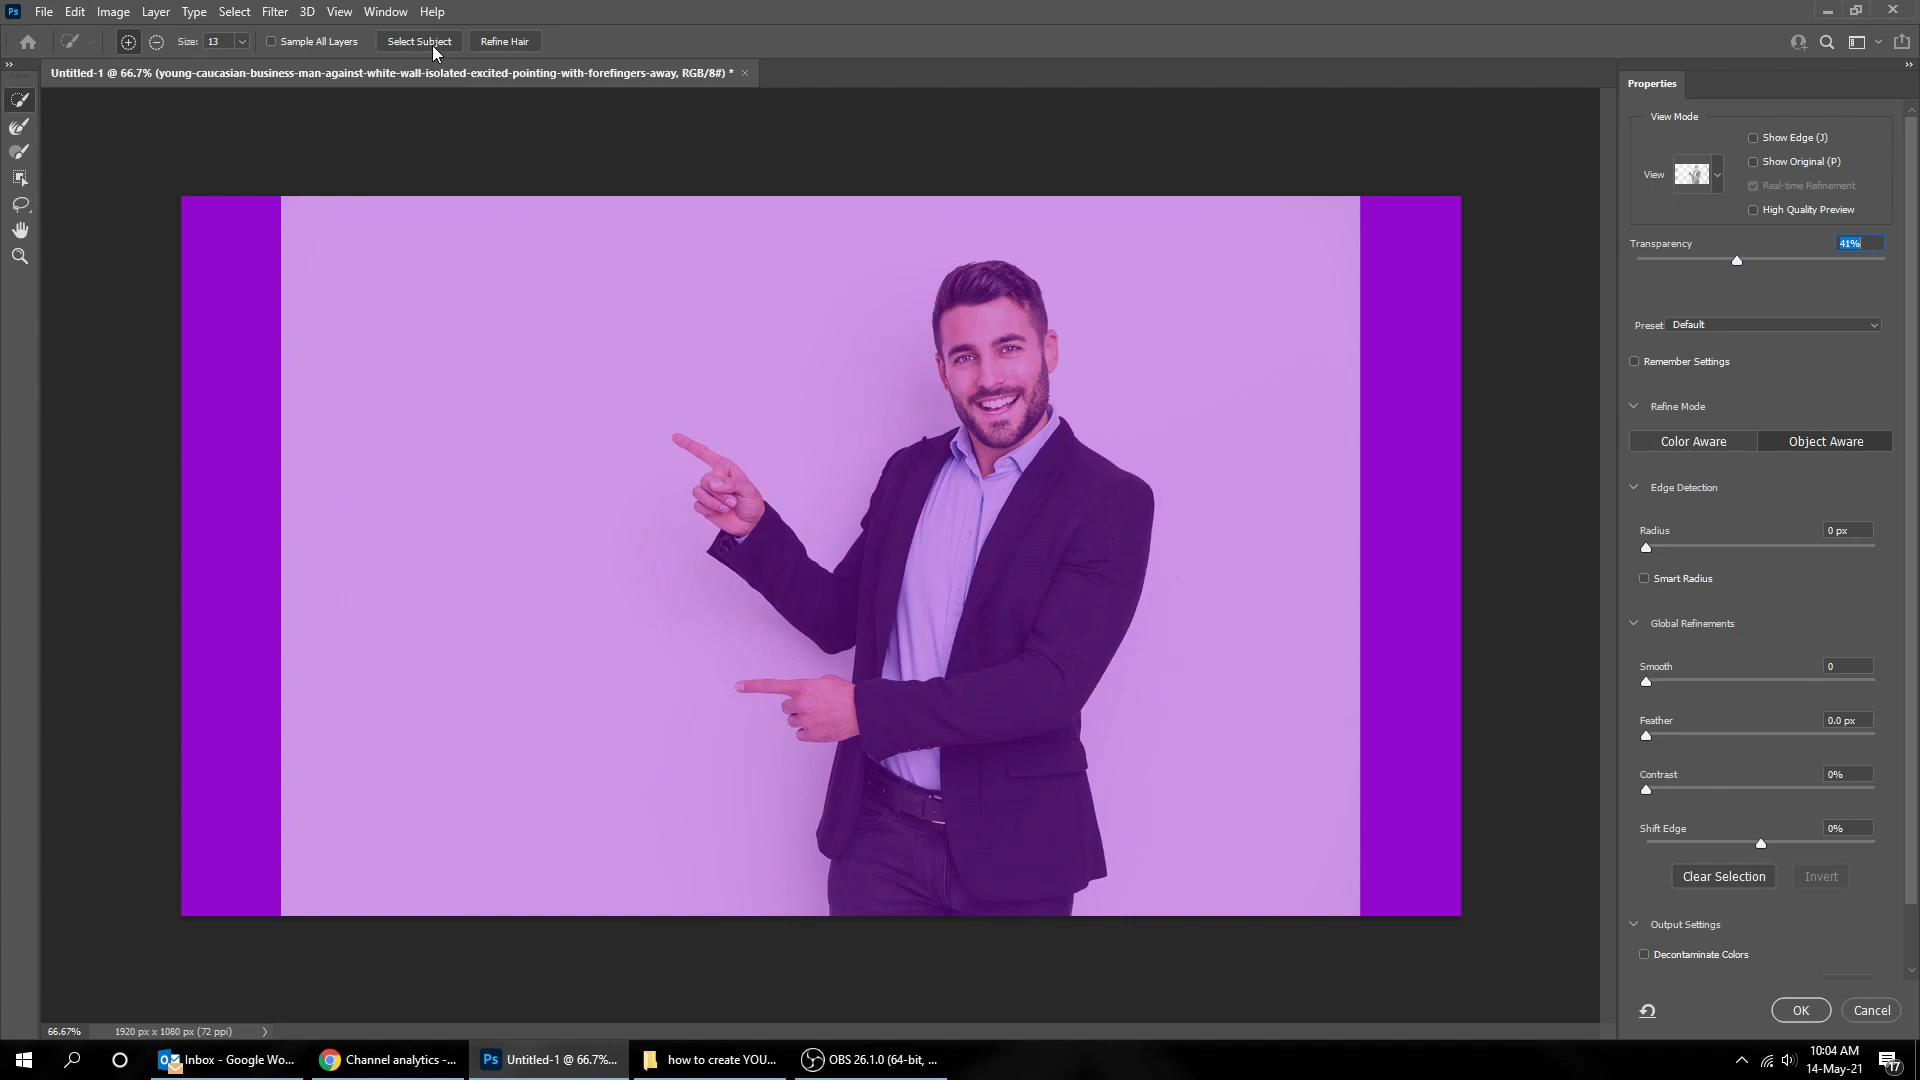 Ps File Edit Image Layer Type Select Filter 3D View Window Help
Size: 13 Sample All Layers Select Subject Refine Hair
Untitled-1 @ 66.7% (young-caucasian-business-man-against-white-wall-isolated-excited-pointing-with-forefingers-away, RGB/8#) * ×
Properties
View Mode
Show Edge (J)
Show Original (P)
View
Real-time Refinement
High Quality Preview
Transparency 41%
Preset Default
Remember Settings
Refine Mode
Color Aware Object Aware
Edge Detection
Radius 0 px
Smart Radius
Global Refinements
Smooth 0
Feather 0.0 px
Contrast 0%
Shift Edge 0%
Clear Selection Invert
Output Settings
Decontaminate Colors
OK Cancel
66.67% 1920 px x 1080 px (72 ppi)
Inbox - Google Wo... Channel analytics -... Ps Untitled-1 @ 66.7%... how to create YOU... OBS 26.1.0 (64-bit, ...
10:04 AM
14-May-21
17